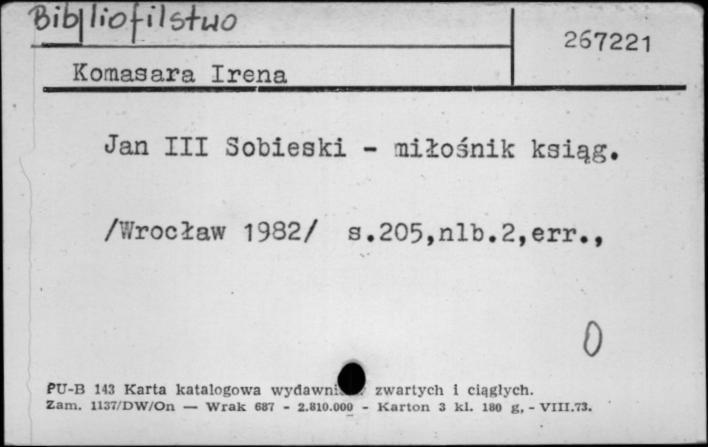 Bibliofilstwo
267221
Komasara Irena
Jan III Sobieski - miłośnik ksiąg.
/Wrocław 1982/ s.205,nlb.2,err.,
0
PU-B 143 Karta katalogowa zwartych i ciągłych.
Zam. 1137/DW/On — Wrak 687 - 2.810.000 - Karton 3 kl. 180 g, - VIII.73.